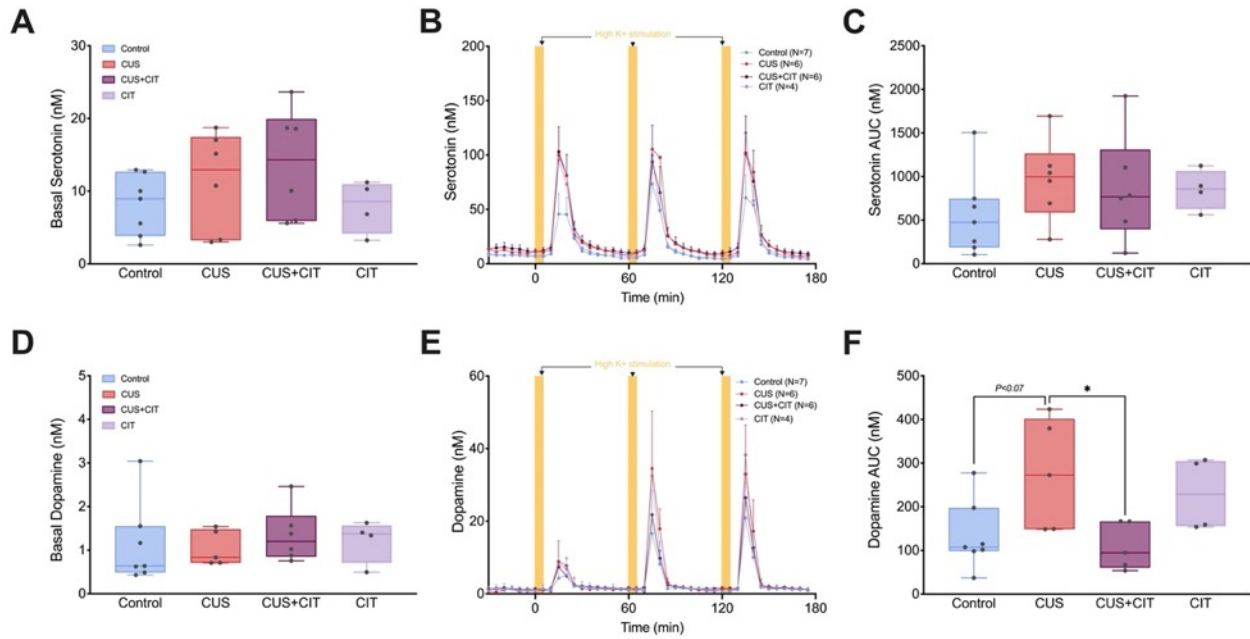 A
Basal Serotonin (nM)
30
20
10
0
Control
CUS
CUS+CIT
CIT
Control
CUS
CUS+CIT
CIT
B
High K+ stimulation
Serotonin (nM)
200
150
100
50
0
Control (N=7)
CUS (N=6)
CUS+CIT (N=6)
CIT (N=4)
0
60
120
180
Time (min)
C
Serotonin AUC (nM)
2500
2000
1500
1000
500
0
Control
CUS
CUS+CIT
CIT
D
Basal Dopamine (nM)
5
4
3
2
1
0
Control
CUS
CUS+CIT
CIT
Control
CUS
CUS+CIT
CIT
E
High K+ stimulation
Dopamine (nM)
60
40
20
0
Control (N=7)
CUS (N=6)
CUS+CIT (N=6)
CIT (N=4)
0
60
120
180
Time (min)
F
Dopamine AUC (nM)
500
400
300
200
100
0
P<0.07
*
Control
CUS
CUS+CIT
CIT